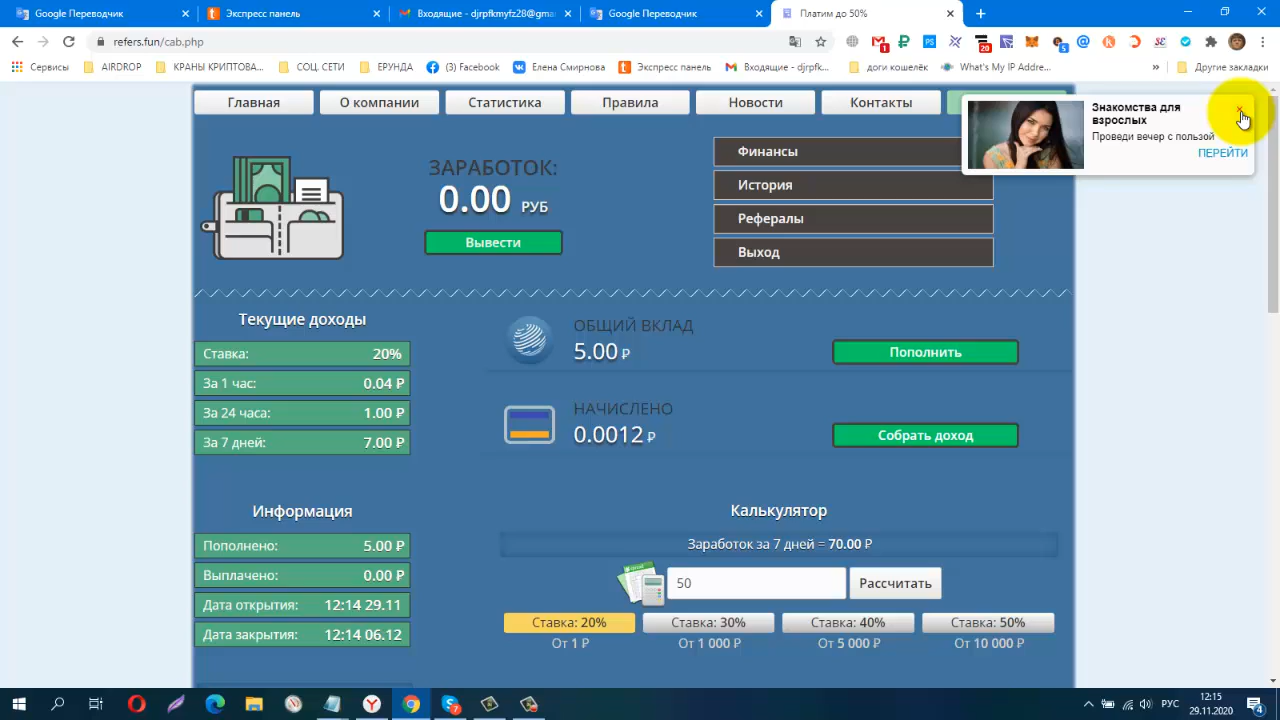 Google Переводчик
Экспресс панель
Входящие - djrpfkmyfz28@gma
Google Переводчик
Платим до 50%
refers.fun/cab.php
1
20
5
Сервисы
AIRDROP
КРАНЫ КРИПТОВА...
СОЦ. СЕТИ
ЕРУНДА
(3) Facebook
Елена Смирнова
Экспресс панель
Входящие - djrpfk...
доги кошелёк
What's My IP Addre...
»
Другие закладки
Главная
О компании
Статистика
Правила
Новости
Контакты
Знакомства для
взрослых
Проведи вечер с пользой
ПЕРЕЙТИ
ЗАРАБОТОК:
0.00 РУБ
Вывести
Финансы
История
Рефералы
Выход
Текущие доходы
Ставка: 20%
За 1 час: 0.04 Р
За 24 часа: 1.00 Р
За 7 дней: 7.00 Р
ОБЩИЙ ВКЛАД
5.00 ₽
Пополнить
НАЧИСЛЕНО
0.0012 ₽
Собрать доход
Информация
Пополнено: 5.00 Р
Выплачено: 0.00 Р
Дата открытия: 12:14 29.11
Дата закрытия: 12:14 06.12
Калькулятор
Заработок за 7 дней = 70.00 ₽
50
Рассчитать
Ставка: 20%
Ставка: 30%
Ставка: 40%
Ставка: 50%
От 1 ₽
От 1 000 ₽
От 5 000 ₽
От 10 000 ₽
РУС
12:15
29.11.2020
4